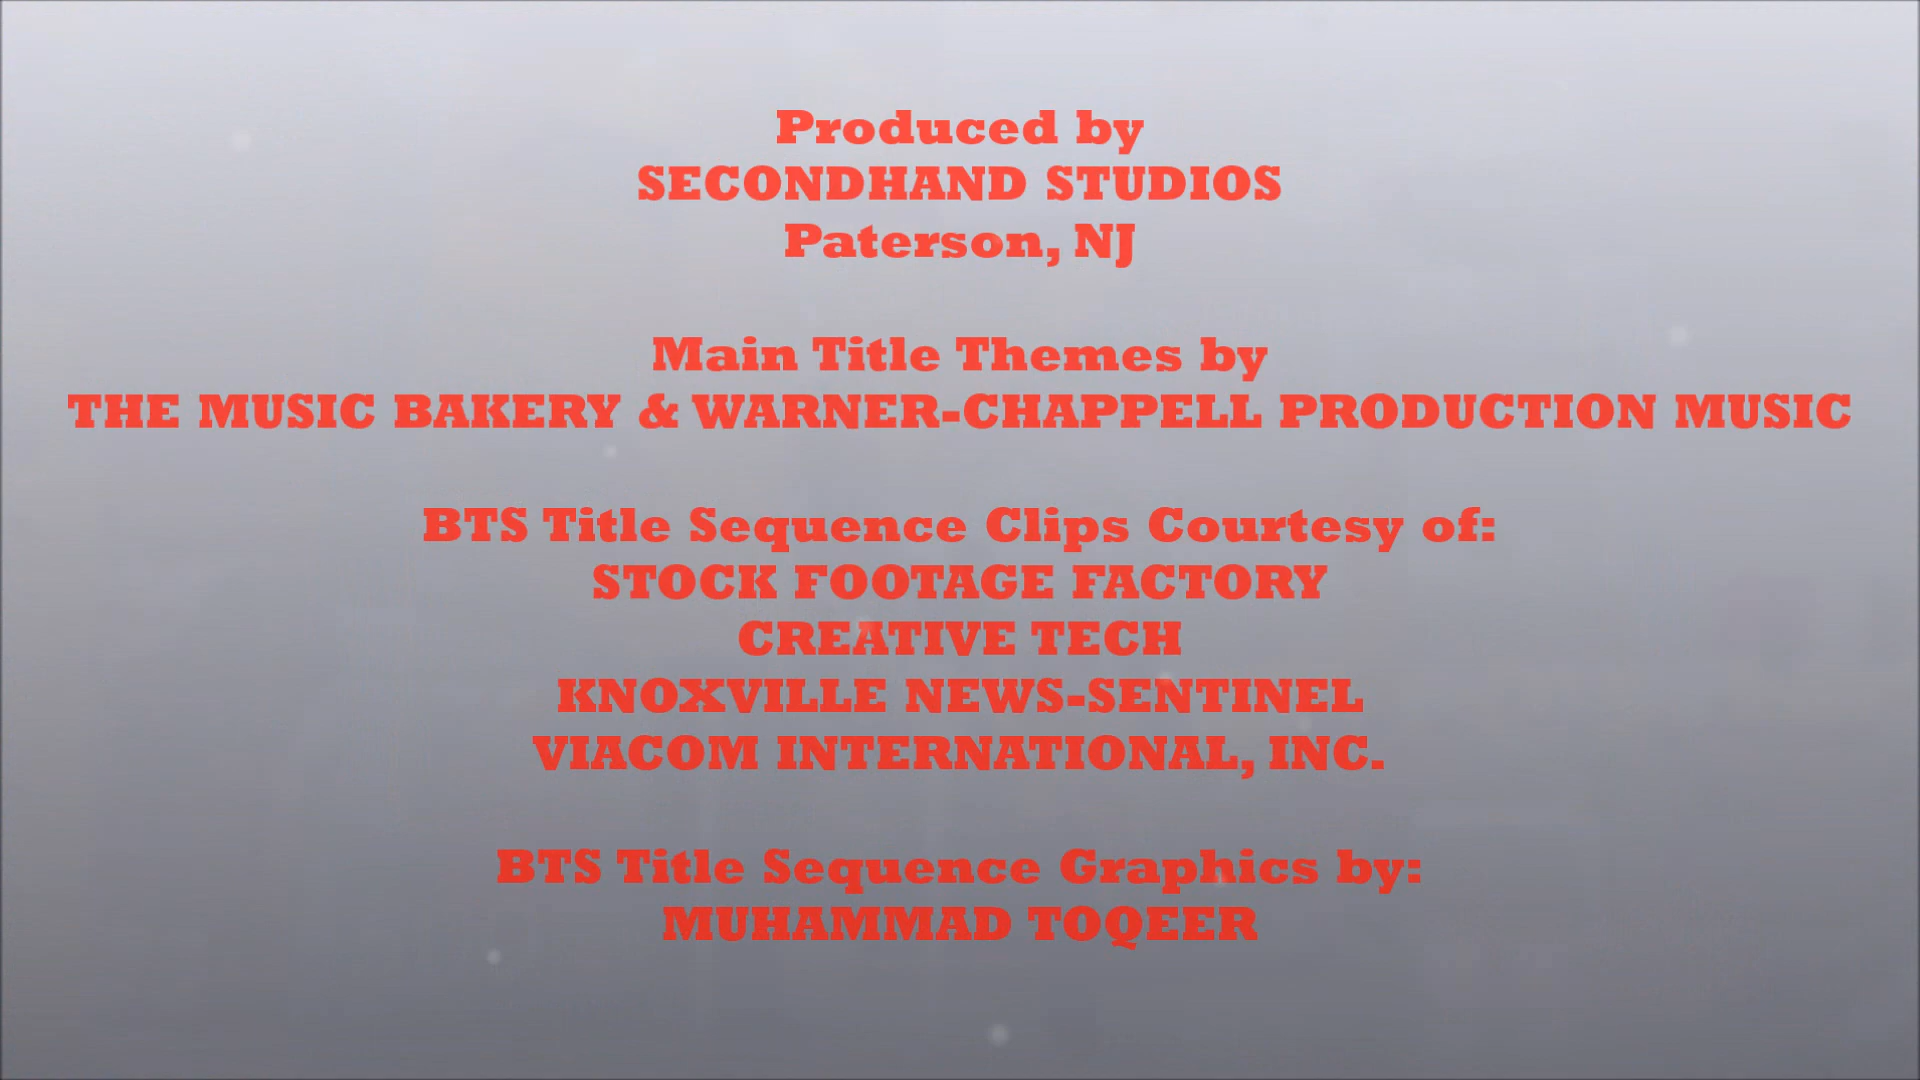 Produced by
SECONDHAND STUDIOS
Paterson, NJ
Main Title Themes by
THE MUSIC BAKERY & WARNER-CHAPPELL PRODUCTION MUSIC
BTS Title Sequence Clips Courtesy of:
STOCK FOOTAGE FACTORY
CREATIVE TECH
KNOXVILLE NEWS-SENTINEL
VIACOM INTERNATIONAL, INC.
BTS Title Sequence Graphics by:
MUHAMMAD TOQEER